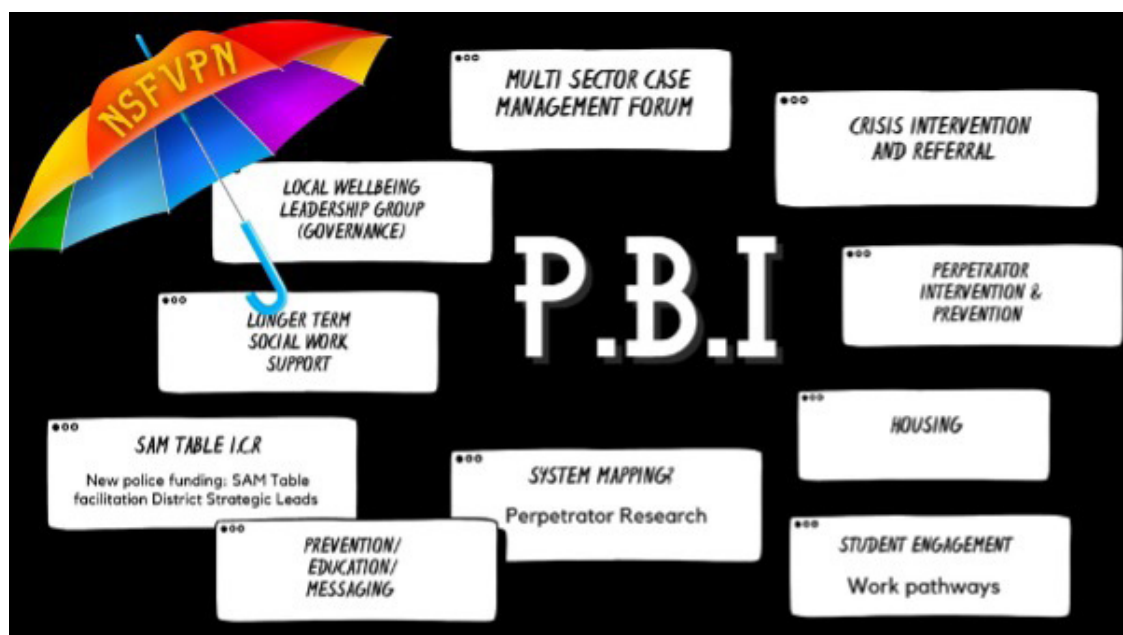 NSFVPN
MULTI SECTOR CASE
MANAGEMENT FORUM
CRISIS INTERVENTION
AND REFERRAL
LOCAL WELLBEING
LEADERSHIP GROUP
(GOVERNANCE)
P.B.I
PERPETRATOR
INTERVENTION &
PREVENTION
LONGER TERM
SOCIAL WORK
SUPPORT
HOUSING
SAM TABLE I.C.R
New police funding: SAM Table
facilitation District Strategic Leads
SYSTEM MAPPING?
Perpetrator Research
PREVENTION/
EDUCATION/
MESSAGING
STUDENT ENGAGEMENT
Work pathways